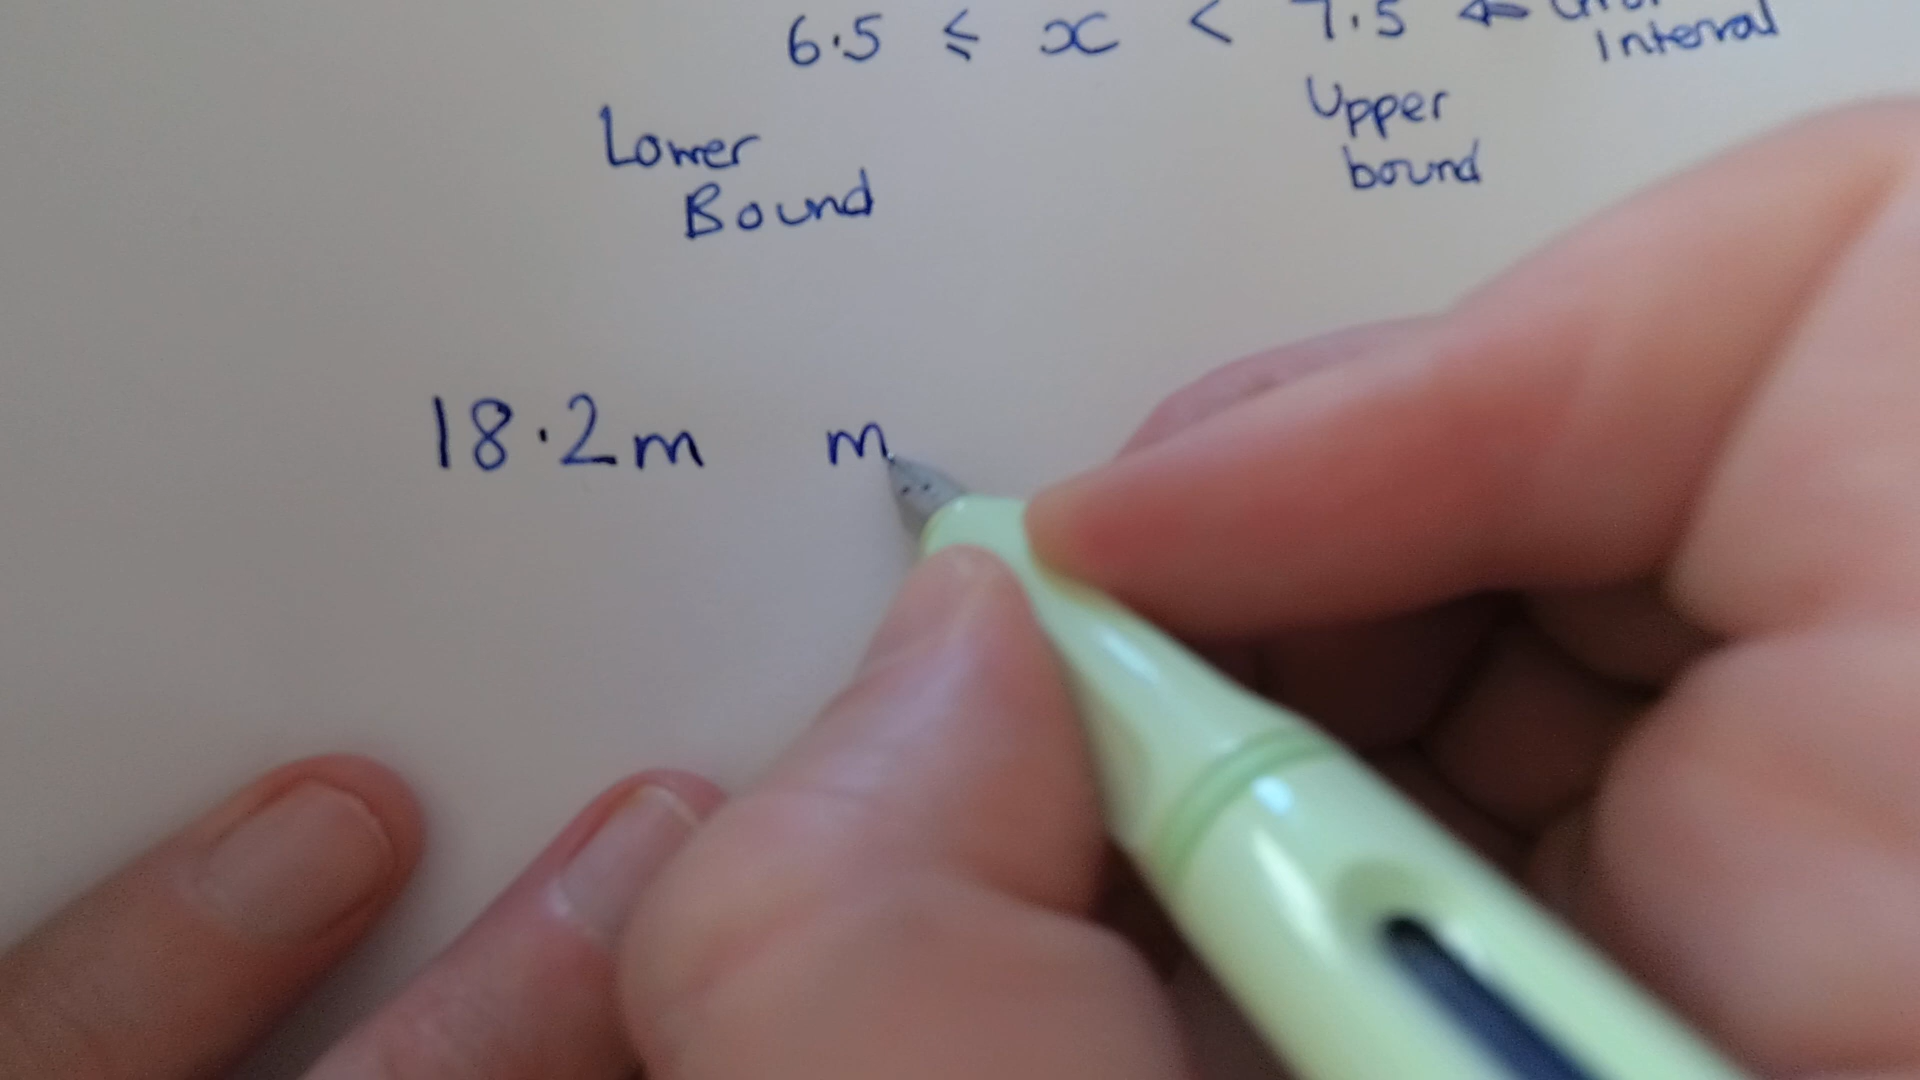 6.5 ≤ x < 7.5 ←
Interval
Lower
Bound
Upper
bound
18.2m m